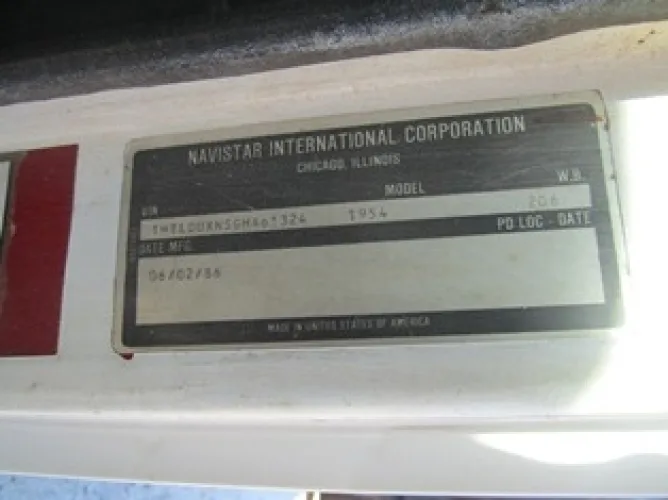 NAVISTAR INTERNATIONAL CORPORATION
CHICAGO, ILLINOIS
VIN MODEL W.B.
1954 206
DATE MFG. PD LOC - DATE
06/02/86
MADE IN UNITED STATES OF AMERICA